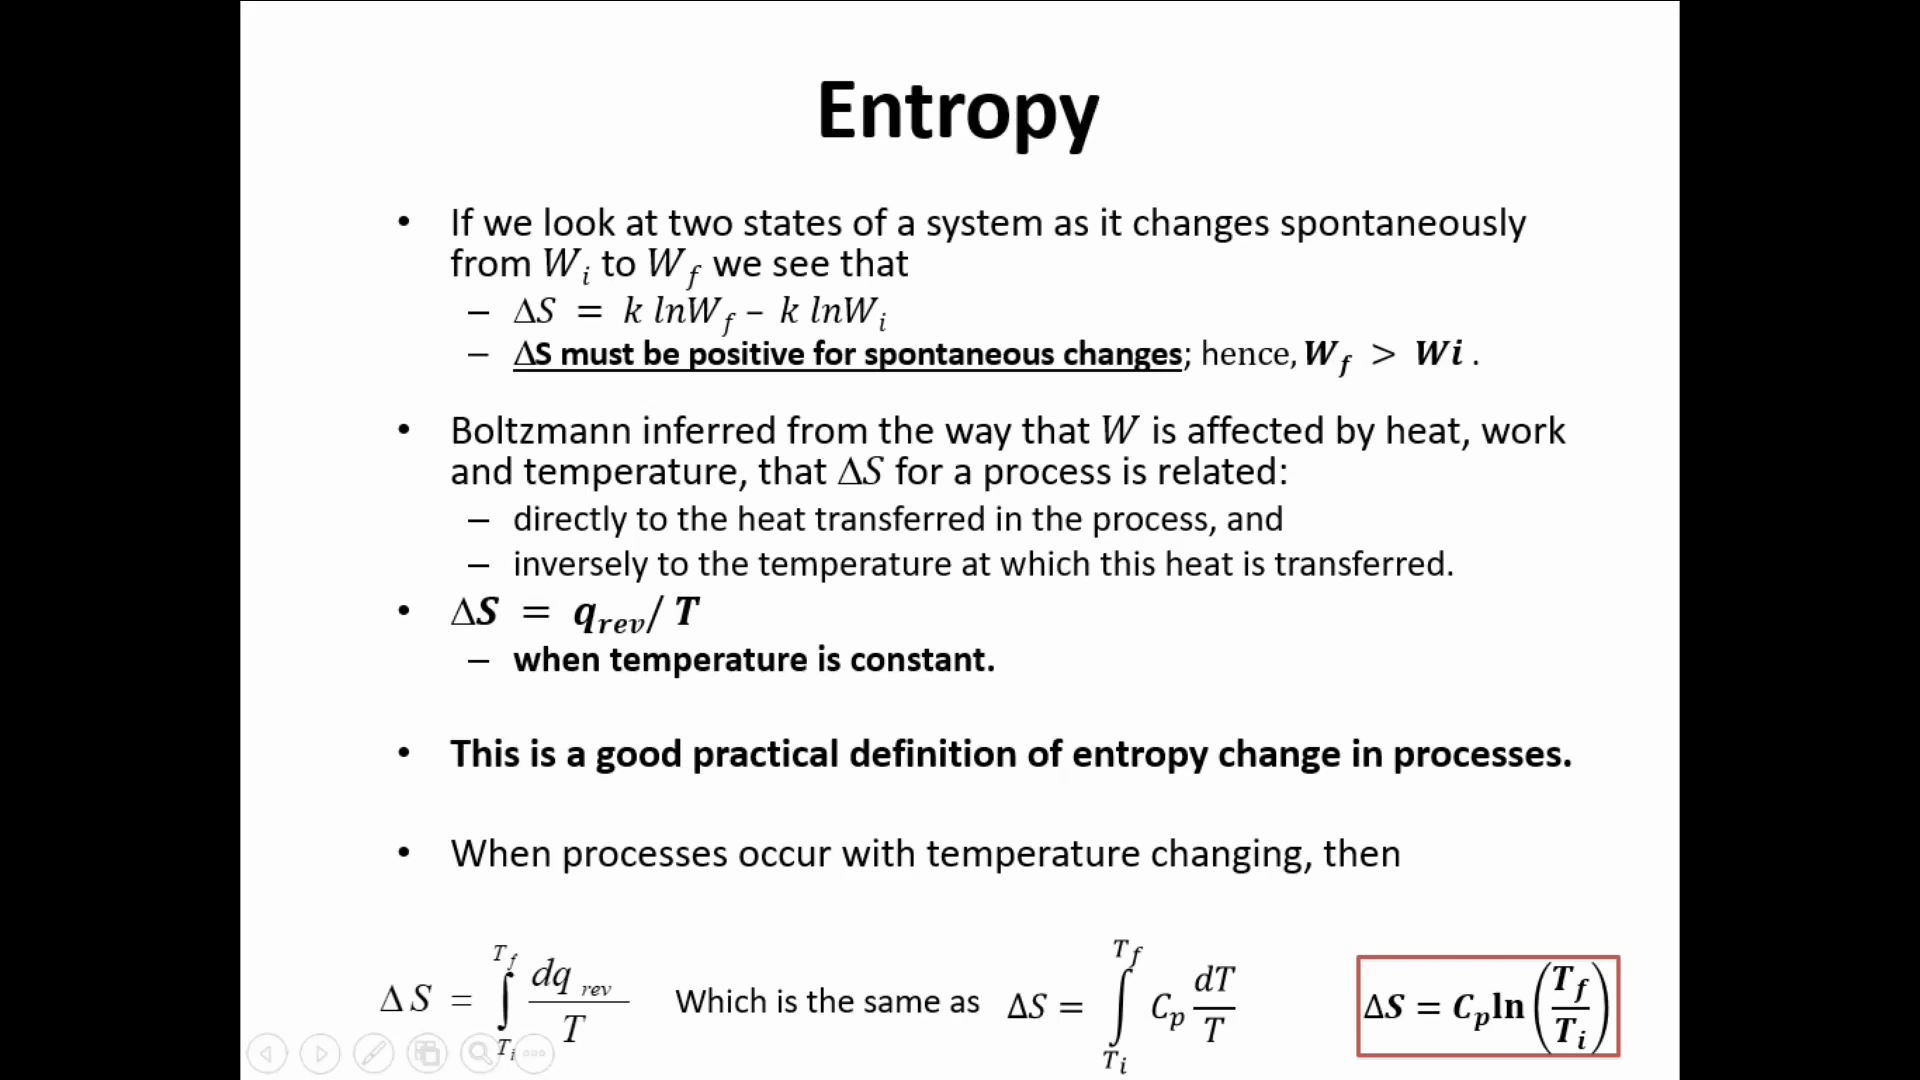 Entropy
• If we look at two states of a system as it changes spontaneously
from W_i to W_f we see that
– ΔS = k lnW_f – k lnW_i
– ΔS must be positive for spontaneous changes; hence, W_f > Wi .
• Boltzmann inferred from the way that W is affected by heat, work
and temperature, that ΔS for a process is related:
– directly to the heat transferred in the process, and
– inversely to the temperature at which this heat is transferred.
• ΔS = q_rev / T
– when temperature is constant.
• This is a good practical definition of entropy change in processes.
• When processes occur with temperature changing, then
ΔS = ∫_{T_i}^{T_f} dq_rev / T Which is the same as ΔS = ∫_{T_i}^{T_f} C_p dT / T ΔS = C_p ln(T_f / T_i)